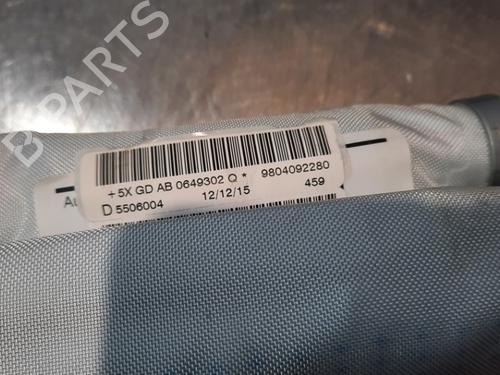 B PARTS
+ 5X GD AB 0649302 Q * 9804092280
D 5506004 12/12/15 459